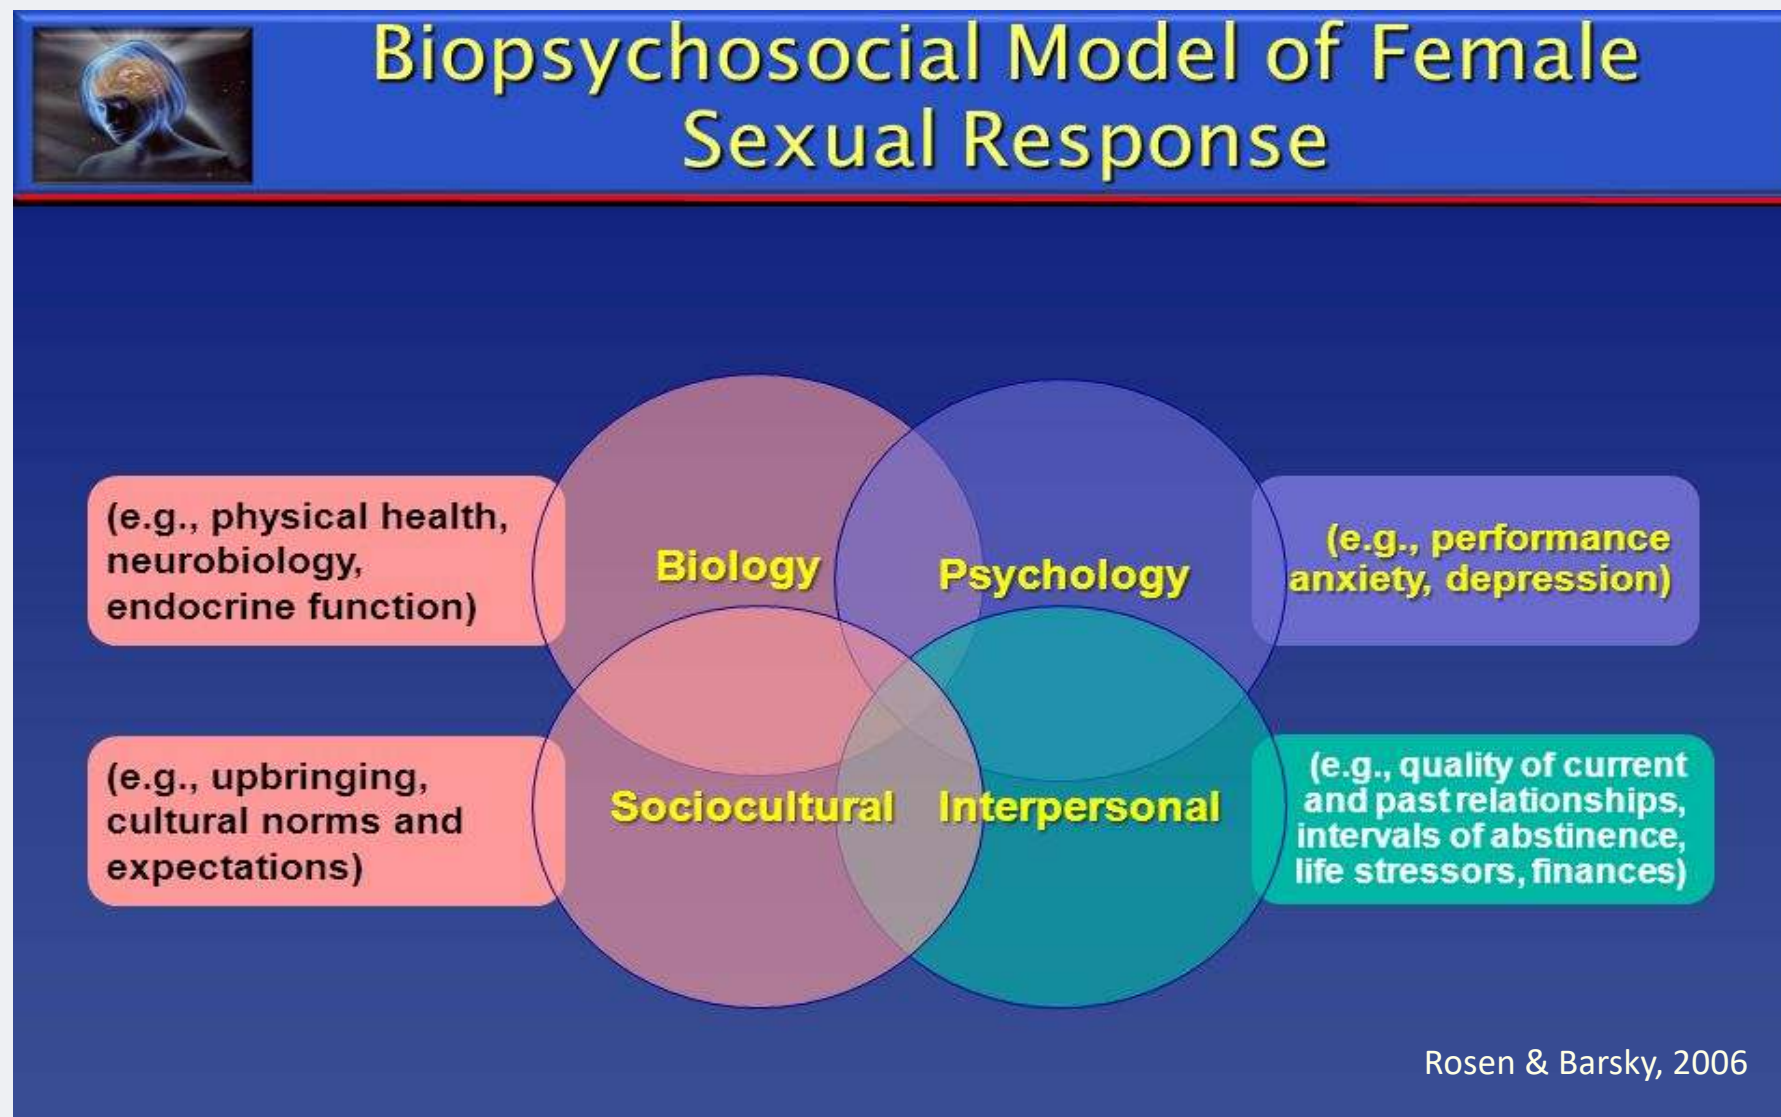 Biopsychosocial Model of Female
Sexual Response
(e.g., physical health,
neurobiology,
endocrine function)
Biology
Psychology
(e.g., performance
anxiety, depression)
(e.g., upbringing,
cultural norms and
expectations)
Sociocultural
Interpersonal
(e.g., quality of current
and past relationships,
intervals of abstinence,
life stressors, finances)
Rosen & Barsky, 2006